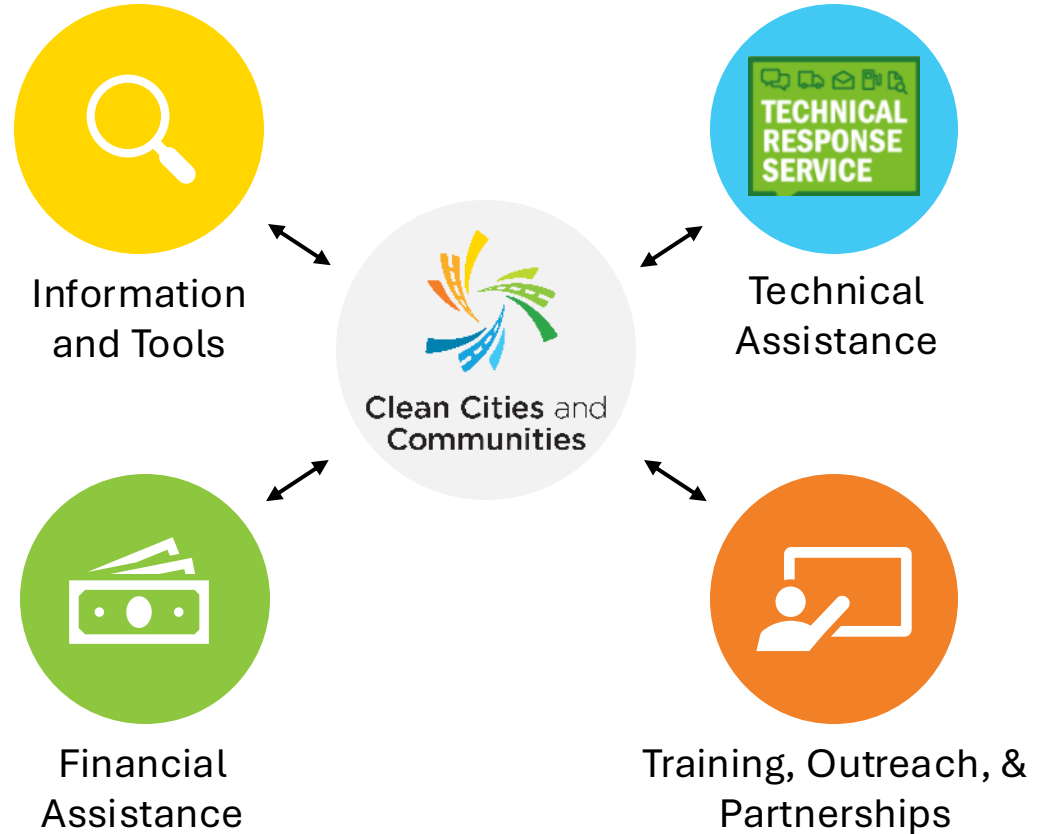 TECHNICAL
RESPONSE
SERVICE
Information
and Tools
Technical
Assistance
Clean Cities and
Communities
Financial
Assistance
Training, Outreach, &
Partnerships